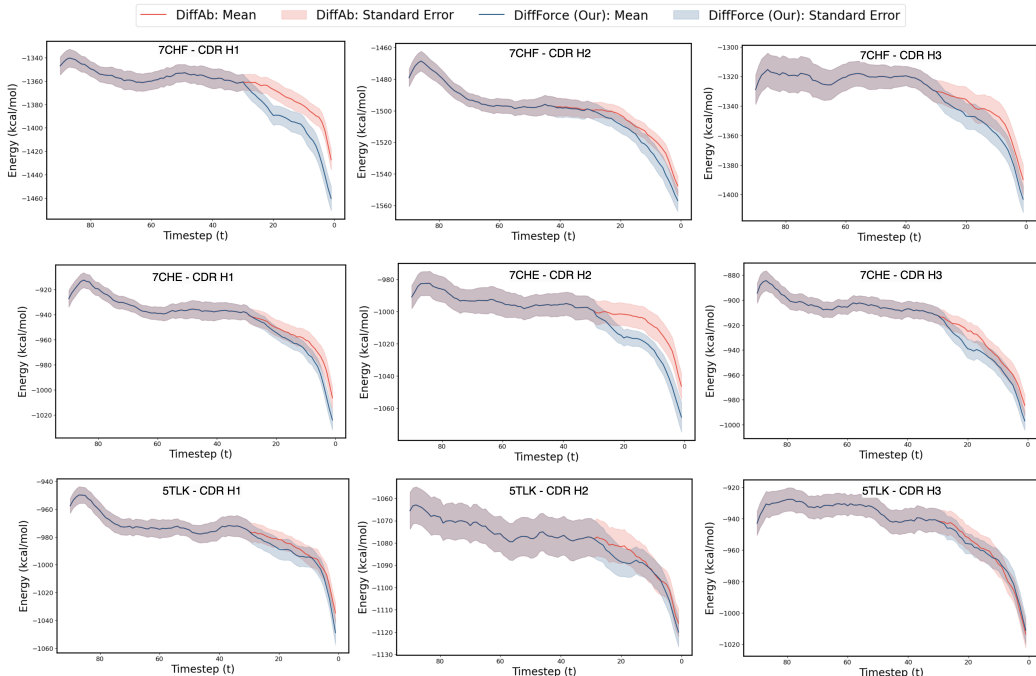 DiffAb: Mean DiffAb: Standard Error DiffForce (Our): Mean DiffForce (Our): Standard Error
7CHF - CDR H1
Energy (kcal/mol)
−1340
−1360
−1380
−1400
−1420
−1440
−1460
80 60 40 20 0
Timestep (t)
7CHF - CDR H2
Energy (kcal/mol)
−1460
−1480
−1500
−1520
−1540
−1560
80 60 40 20 0
Timestep (t)
7CHF - CDR H3
Energy (kcal/mol)
−1300
−1320
−1340
−1360
−1380
−1400
80 60 40 20 0
Timestep (t)
7CHE - CDR H1
Energy (kcal/mol)
−920
−940
−960
−980
−1000
−1020
80 60 40 20 0
Timestep (t)
7CHE - CDR H2
Energy (kcal/mol)
−980
−1000
−1020
−1040
−1060
80 60 40 20 0
Timestep (t)
7CHE - CDR H3
Energy (kcal/mol)
−880
−900
−920
−940
−960
−980
−1000
80 60 40 20 0
Timestep (t)
5TLK - CDR H1
Energy (kcal/mol)
−940
−960
−980
−1000
−1020
−1040
−1060
80 60 40 20 0
Timestep (t)
5TLK - CDR H2
Energy (kcal/mol)
−1060
−1070
−1080
−1090
−1100
−1110
−1120
−1130
80 60 40 20 0
Timestep (t)
5TLK - CDR H3
Energy (kcal/mol)
−920
−940
−960
−980
−1000
−1020
80 60 40 20 0
Timestep (t)